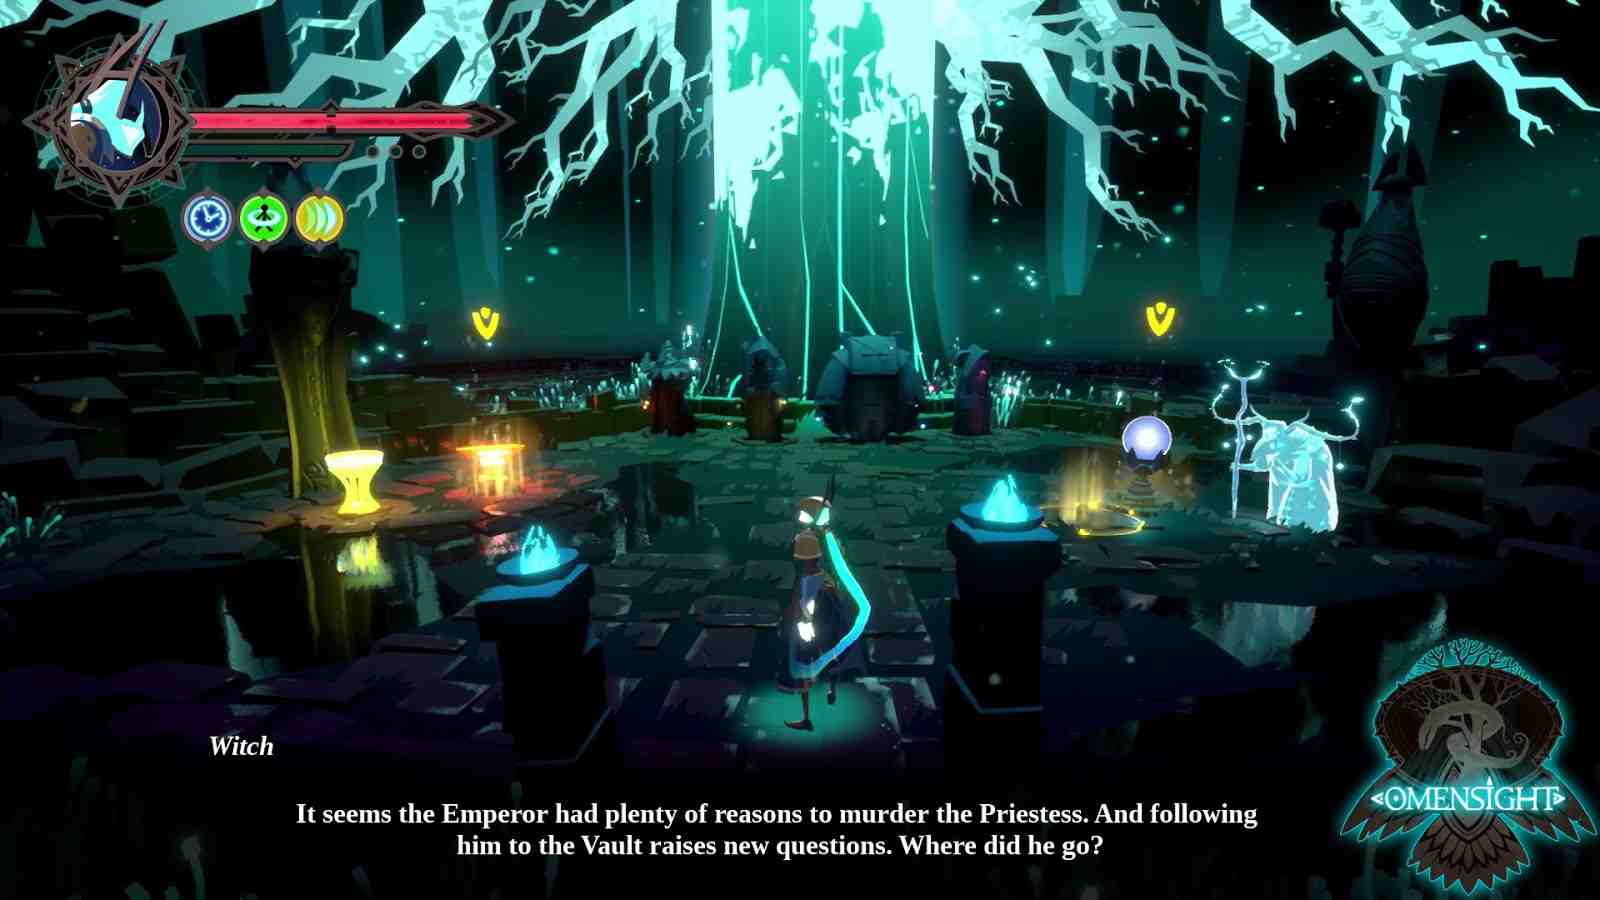 Witch
It seems the Emperor had plenty of reasons to murder the Priestess. And following
him to the Vault raises new questions. Where did he go?
OMENSIGHT